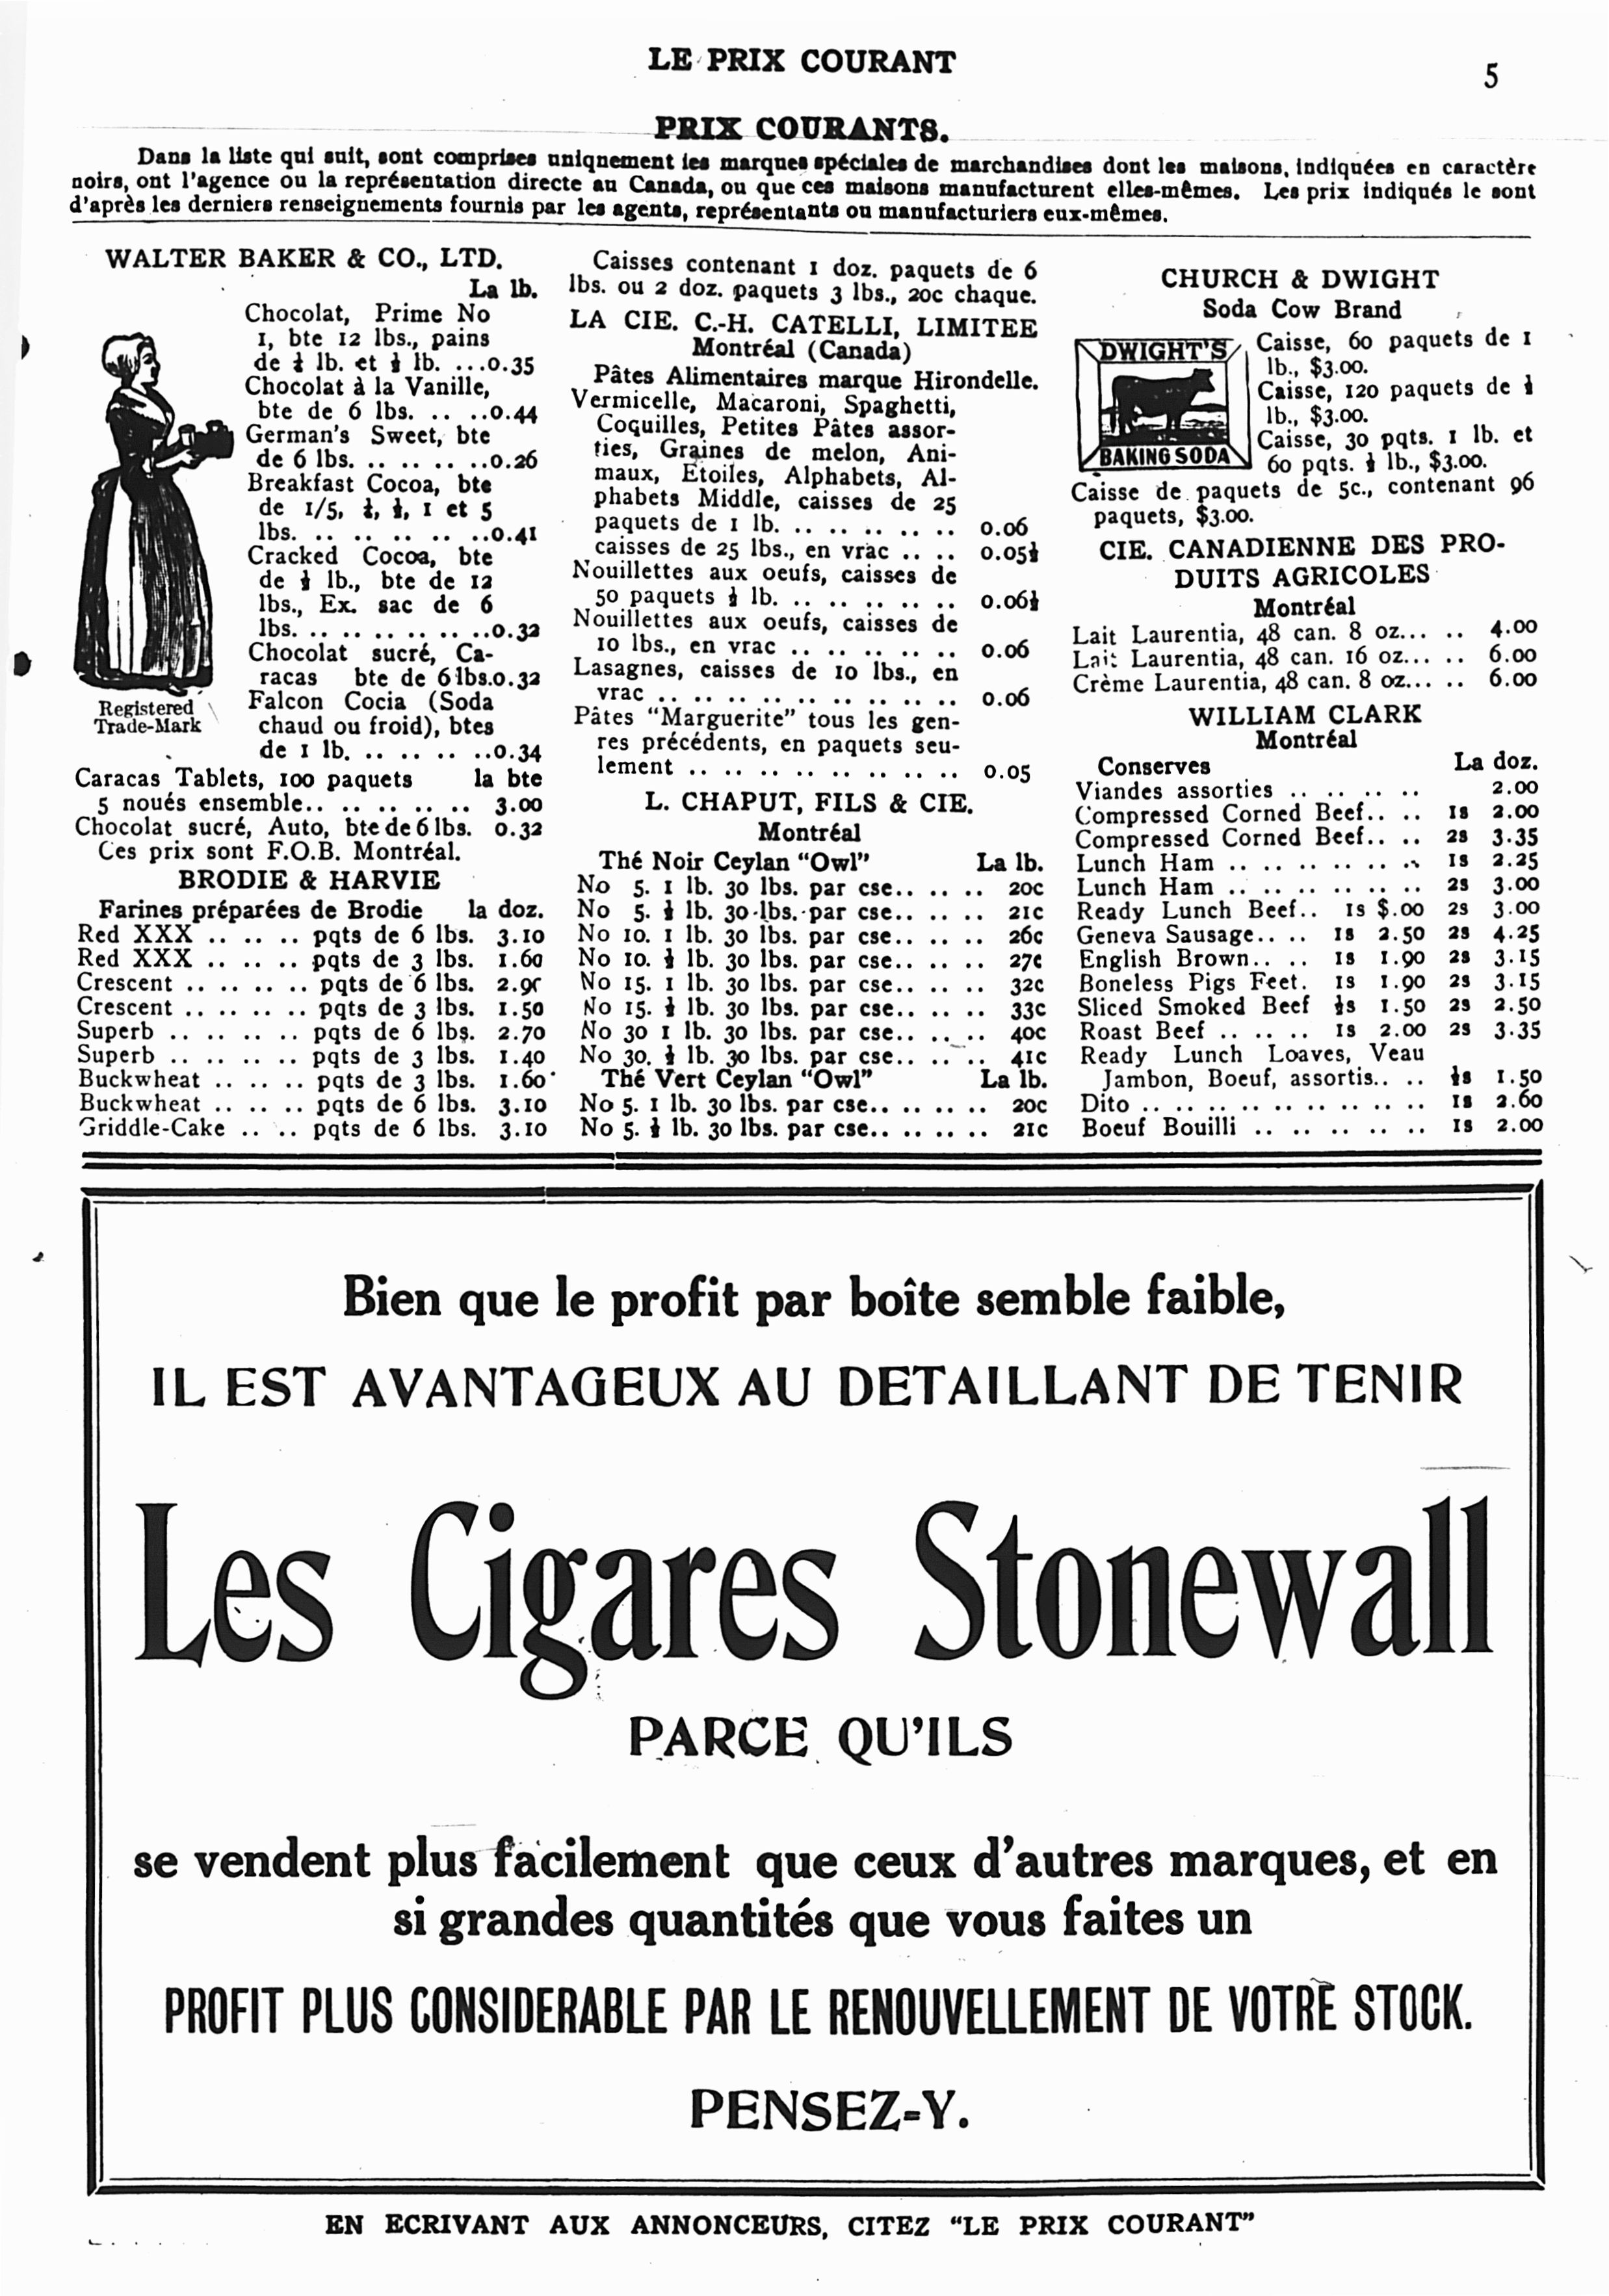 LE PRIX COURANT
5
PRIX COURANTS.
Dans la liste qui suit, sont comprises uniquement les marques spéciales de marchandises dont les maisons, indiquées en caractère
noirs, ont l'agence ou la représentation directe au Canada, ou que ces maisons manufacturent elles-mêmes. Les prix indiqués le sont
d'après les derniers renseignements fournis par les agents, représentants ou manufacturiers eux-mêmes.
WALTER BAKER & CO., LTD.
La lb.
Chocolat, Prime No
1, bte 12 lbs., pains
de lb. et lb. ...0.35
Chocolat à la Vanille,
bte de 6 lbs. .. ..0.44
German's Sweet, bte
de 6 lbs. .. .. .. ..0.26
Breakfast Cocoa, bte
de 1/5, 1 et 5
lbs. .. .. .. .. ..0.41
Cracked Cocoa, bte
de ½ lb., bte de 12
lbs., Ex. sac de 6
lbs. .. .. .. .. .. ..0.32
Chocolat sucré, Ca-
racas bte de 6 lbs.0.32
Falcon Cocia (Soda
chaud ou froid), btes
de 1 lb. .. .. .. ..0.34
Registered
Trade-Mark
Caracas Tablets, 100 paquets la bte
5 noués ensemble.. .. .. .. .. 3.00
Chocolat sucré, Auto, bte de 6 lbs. 0.32
Ces prix sont F.O.B. Montréal.
BRODIE & HARVIE
Farines préparées de Brodie la doz.
Red XXX .. .. .. pqts de 6 lbs. 3.10
Red XXX .. .. .. pqts de 3 lbs. 1.60
Crescent .. .. .. .. pqts de 6 lbs.
Crescent .. .. .. .. pqts de 3 lbs. 1.50
Superb .. .. .. .. pqts de 6 lbs. 2.70
Superb .. .. .. .. pqts de 3 lbs. 1.40
Buckwheat .. .. .. pqts de 3 lbs. 1.60
Buckwheat .. .. .. pqts de 6 lbs. 3.10
Griddle-Cake .. .. pqts de 6 lbs. 3.10
Caisses contenant 1 doz. paquets de 6
lbs. ou 2 doz. paquets 3 lbs., 20c chaque.
LA CIE. C.-H. CATELLI, LIMITEE
Montréal (Canada)
Pâtes Alimentaires marque Hirondelle.
Vermicelle, Macaroni, Spaghetti,
Coquilles, Petites Pâtes assor-
ties, Graines de melon, Ani-
maux, Etoiles, Alphabets, Al-
phabets Middle, caisses de 25
paquets de 1 lb. .. .. .. .. .. 0.06
caisses de 25 lbs., en vrac .. .. 0.05½
Nouillettes aux oeufs, caisses de
50 paquets ½ lb. .. .. .. .. .. 0.06½
Nouillettes aux oeufs, caisses de
10 lbs., en vrac .. .. .. .. .. 0.06
Lasagnes, caisses de 10 lbs., en
vrac .. .. .. .. .. .. .. .. .. 0.06
Pâtes "Marguerite" tous les gen-
res précédents, en paquets seu-
lement .. .. .. .. .. .. .. .. 0.05
L. CHAPUT, FILS & CIE.
Montréal
Thé Noir Ceylan "Owl" La lb.
No 5. 1 lb. 30 lbs. par cse.. .. .. 20c
No 5. ½ lb. 30 lbs. par cse.. .. .. 21c
No 10. 1 lb. 30 lbs. par cse.. .. .. 26c
No 10. ½ lb. 30 lbs. par cse.. .. .. 27c
No 15. 1 lb. 30 lbs. par cse.. .. .. 32c
No 15. ½ lb. 30 lbs. par cse.. .. .. 33c
No 30 1 lb. 30 lbs. par cse.. .. .. 40c
No 30. ½ lb. 30 lbs. par cse.. .. .. 41c
Thé Vert Ceylan "Owl" La lb.
No 5. 1 lb. 30 lbs. par cse.. .. .. .. 20c
No 5. ½ lb. 30 lbs. par cse.. .. .. .. 21c
CHURCH & DWIGHT
Soda Cow Brand
DWIGHT'S
BAKING SODA
Caisse, 60 paquets de 1
lb., $3.00.
Caisse, 120 paquets de ½
lb., $3.00.
Caisse, 30 pqts. 1 lb. et
60 pqts. ½ lb., $3.00.
Caisse de paquets de 5c., contenant 96
paquets, $3.00.
CIE. CANADIENNE DES PRO-
DUITS AGRICOLES
Montréal
Lait Laurentia, 48 can. 8 oz... .. 4.00
Lait Laurentia, 48 can. 16 oz... .. 6.00
Crème Laurentia, 48 can. 8 oz... .. 6.00
WILLIAM CLARK
Montréal
Conserves La doz.
Viandes assorties .. .. .. .. 2.00
Compressed Corned Beef.. .. 1s 2.00
Compressed Corned Beef.. .. 2s 3.35
Lunch Ham .. .. .. .. .. .. 1s 2.25
Lunch Ham .. .. .. .. .. .. 2s 3.00
Ready Lunch Beef.. 1s $.00 2s 3.00
Geneva Sausage.. .. 1s 2.50 2s 4.25
English Brown.. .. 1s 1.90 2s 3.15
Boneless Pigs Feet. 1s 1.90 2s 3.15
Sliced Smoked Beef ½s 1.50 2s 2.50
Roast Beef .. .. .. 1s 2.00 2s 3.35
Ready Lunch Loaves, Veau
Jambon, Boeuf, assortis.. .. ½s 1.50
Dito .. .. .. .. .. .. .. .. .. 1s 2.60
Boeuf Bouilli .. .. .. .. .. 1s 2.00
Bien que le profit par boîte semble faible,
IL EST AVANTAGEUX AU DETAILLANT DE TENIR
Les Cigares Stonewall
PARCE QU'ILS
se vendent plus facilement que ceux d'autres marques, et en
si grandes quantités que vous faites un
PROFIT PLUS CONSIDERABLE PAR LE RENOUVELLEMENT DE VOTRE STOCK.
PENSEZ-Y.
EN ECRIVANT AUX ANNONCEURS, CITEZ "LE PRIX COURANT"